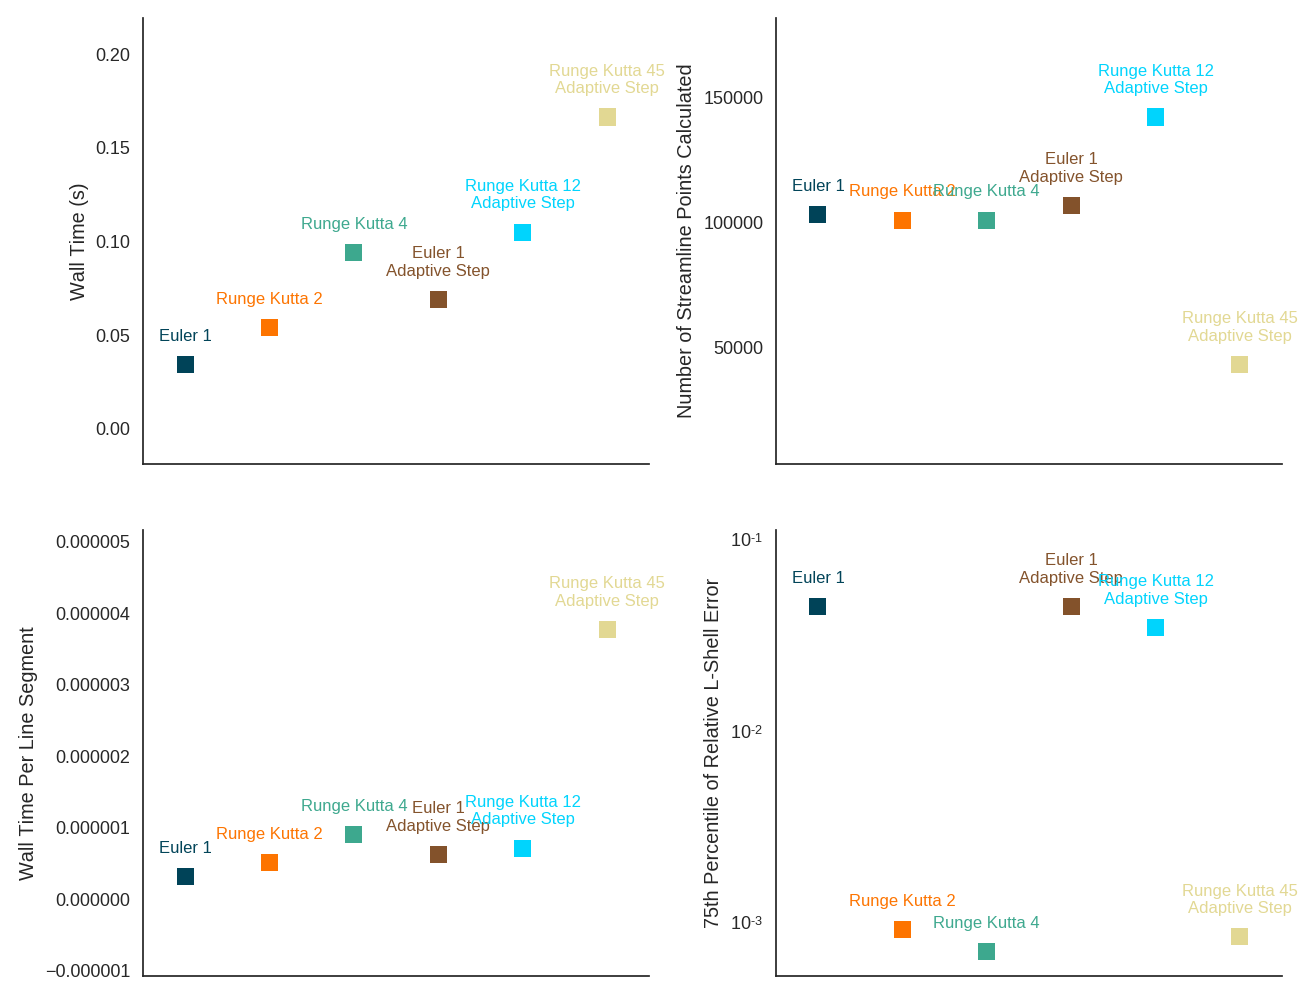 Wall Time (s)
0.20
0.15
0.10
0.05
0.00
Euler 1
Runge Kutta 2
Runge Kutta 4
Euler 1
Adaptive Step
Runge Kutta 12
Adaptive Step
Runge Kutta 45
Adaptive Step
Number of Streamline Points Calculated
150000
100000
50000
Euler 1
Runge Kutta 2
Runge Kutta 4
Euler 1
Adaptive Step
Runge Kutta 12
Adaptive Step
Runge Kutta 45
Adaptive Step
Wall Time Per Line Segment
0.000005
0.000004
0.000003
0.000002
0.000001
0.000000
−0.000001
Euler 1
Runge Kutta 2
Runge Kutta 4
Euler 1
Adaptive Step
Runge Kutta 12
Adaptive Step
Runge Kutta 45
Adaptive Step
75th Percentile of Relative L-Shell Error
10-1
10-2
10-3
Euler 1
Runge Kutta 2
Runge Kutta 4
Euler 1
Adaptive Step
Runge Kutta 12
Adaptive Step
Runge Kutta 45
Adaptive Step